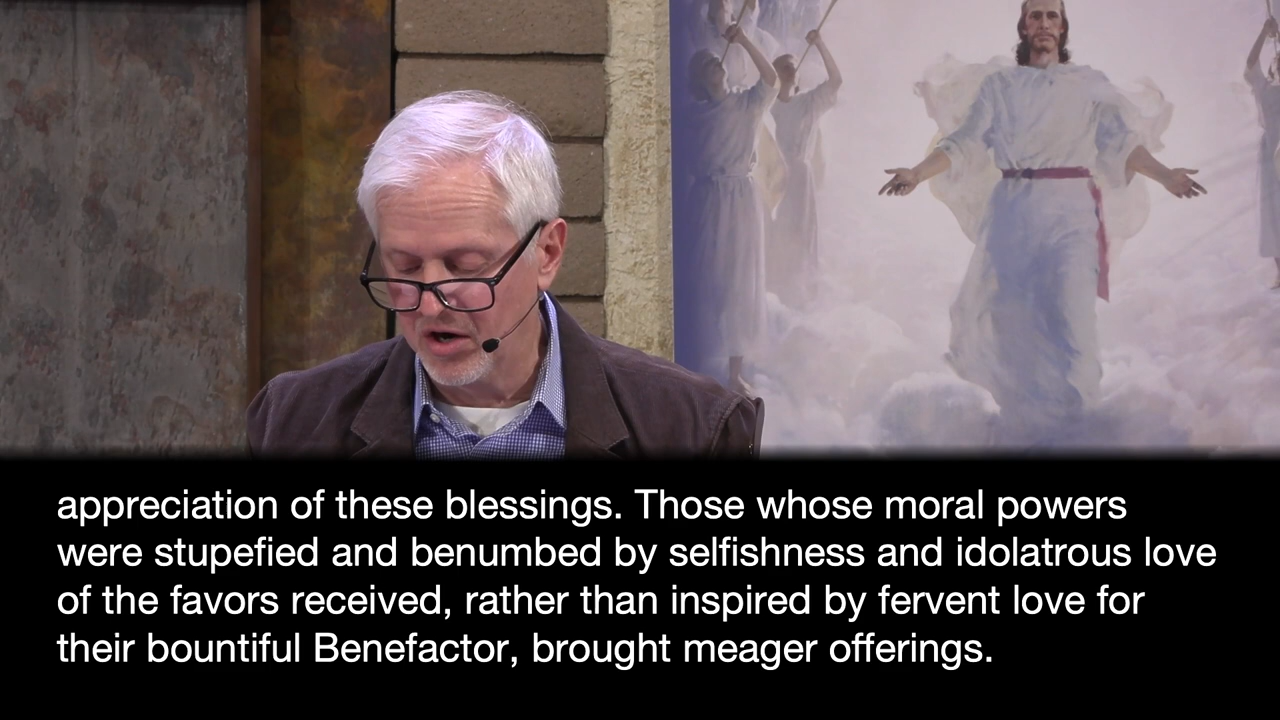 appreciation of these blessings. Those whose moral powers
were stupefied and benumbed by selfishness and idolatrous love
of the favors received, rather than inspired by fervent love for
their bountiful Benefactor, brought meager offerings.